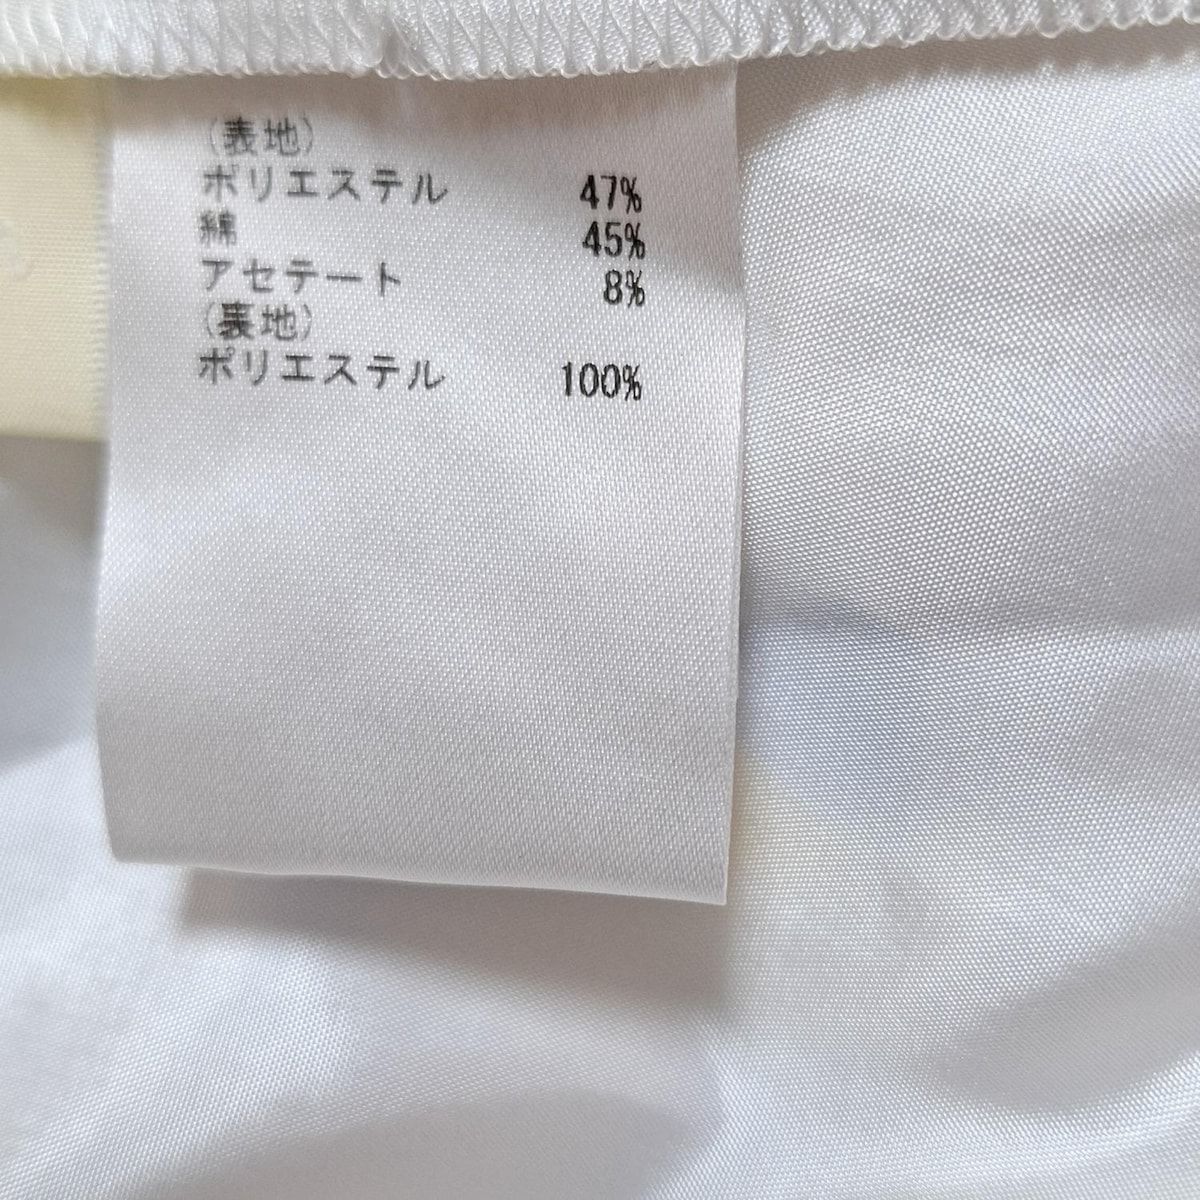 (表地)
ポリエステル 47%
綿 45%
アセテート 8%
(裏地)
ポリエステル 100%